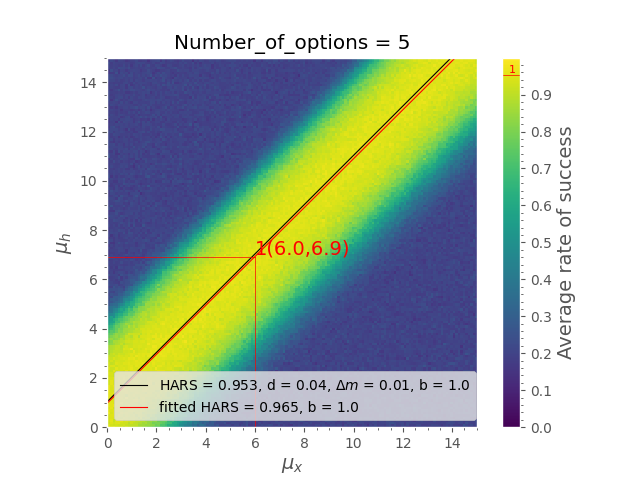 Number_of_options = 5
μh
14
12
10
8
6
4
2
0
1(6.0,6.9)
HARS = 0.953, d = 0.04, Δm = 0.01, b = 1.0
fitted HARS = 0.965, b = 1.0
0 2 4 6 8 10 12 14
μx
1
0.9
0.8
0.7
0.6
0.5
0.4
0.3
0.2
0.1
0.0
Average rate of success